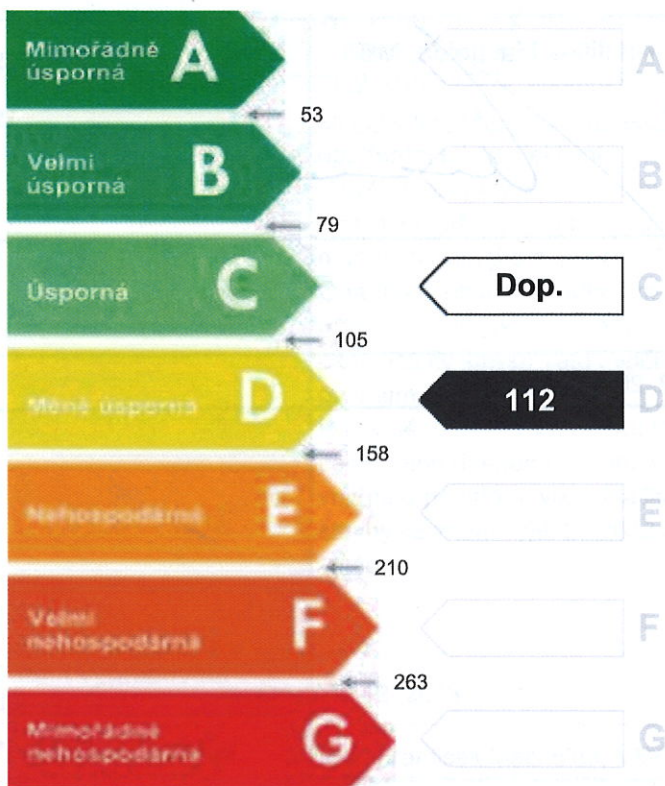 Mimořádně
úsporná
A
A
53
Velmi
úsporná
B
B
79
Úsporná
C
Dop.
C
105
Méně úsporná
D
112
D
158
Nehospodárná
E
E
210
Velmi
nehospodárná
F
F
263
Mimořádně
nehospodárná
G
G